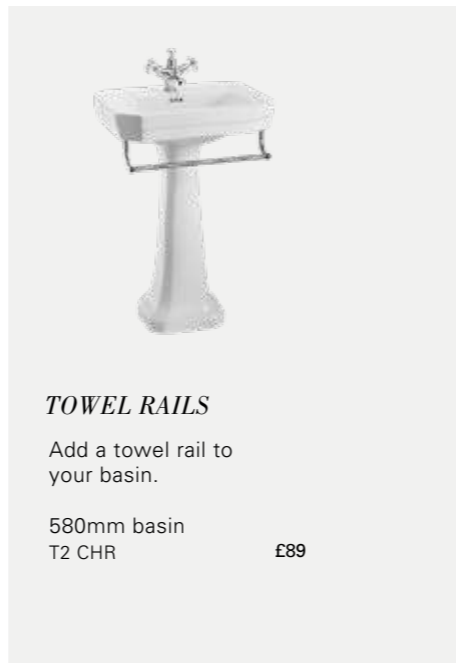 TOWEL RAILS
Add a towel rail to
your basin.
580mm basin
T2 CHR £89